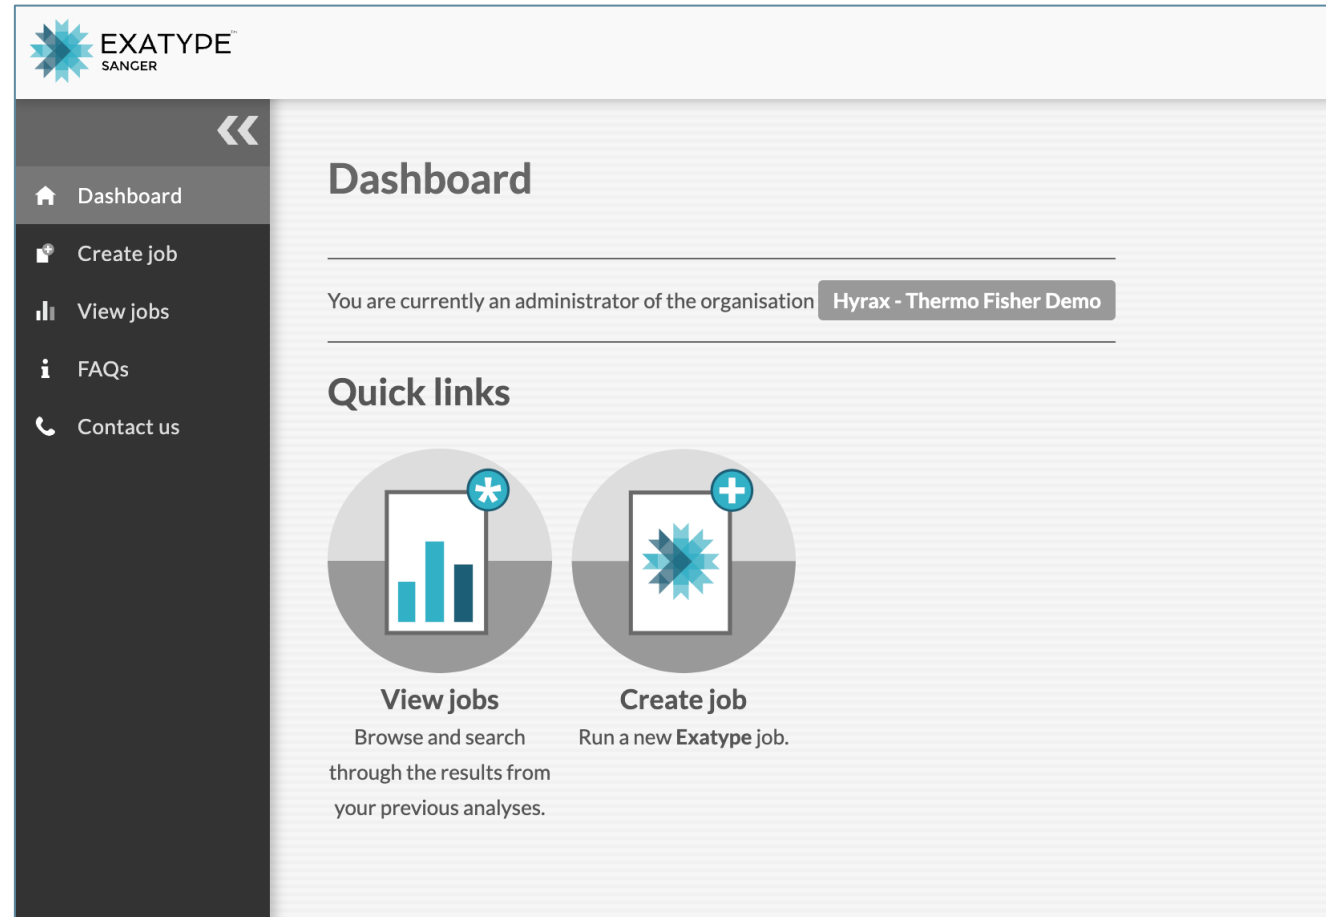 EXATYPE™
SANGER
Dashboard
Create job
View jobs
FAQs
Contact us
Dashboard
You are currently an administrator of the organisation Hyrax - Thermo Fisher Demo
Quick links
View jobs
Browse and search
through the results from
your previous analyses.
Create job
Run a new Exatype job.